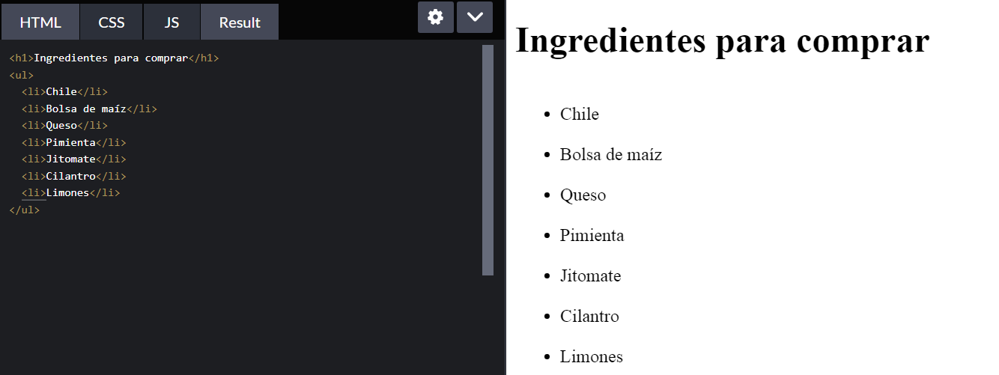 HTML CSS JS Result
<h1>Ingredientes para comprar</h1>
<ul>
<li>Chile</li>
<li>Bolsa de maíz</li>
<li>Queso</li>
<li>Pimienta</li>
<li>Jitomate</li>
<li>Cilantro</li>
<li>Limones</li>
</ul>
Ingredientes para comprar
• Chile
• Bolsa de maíz
• Queso
• Pimienta
• Jitomate
• Cilantro
• Limones